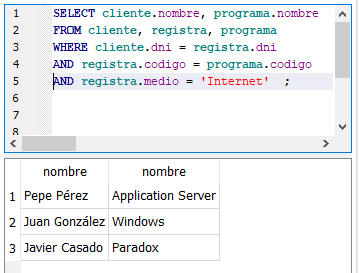 1 SELECT cliente.nombre, programa.nombre
2 FROM cliente, registra, programa
3 WHERE cliente.dni = registra.dni
4 AND registra.codigo = programa.codigo
5 AND registra.medio = 'Internet'  ;
6
7
8
nombre nombre
1 Pepe Pérez Application Server
2 Juan González Windows
3 Javier Casado Paradox